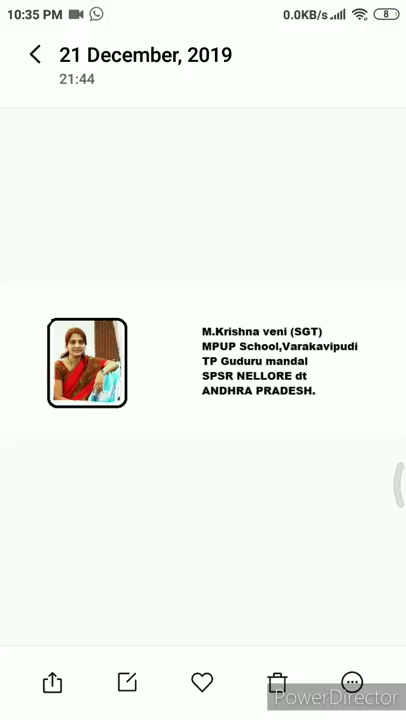 10:35 PM
0.0KB/s
8
21 December, 2019
21:44
M.Krishna veni (SGT)
MPUP School,Varakavipudi
TP Guduru mandal
SPSR NELLORE dt
ANDHRA PRADESH.
PowerDirector